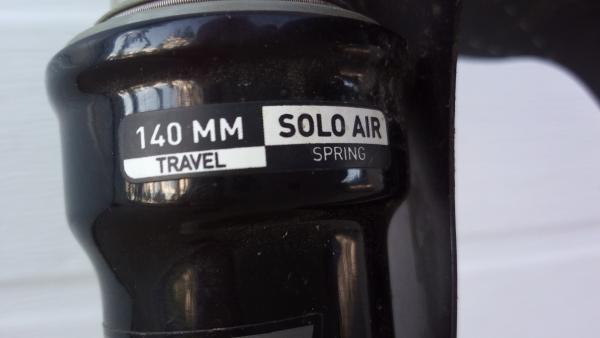 140 MM
TRAVEL
SOLO AIR
SPRING